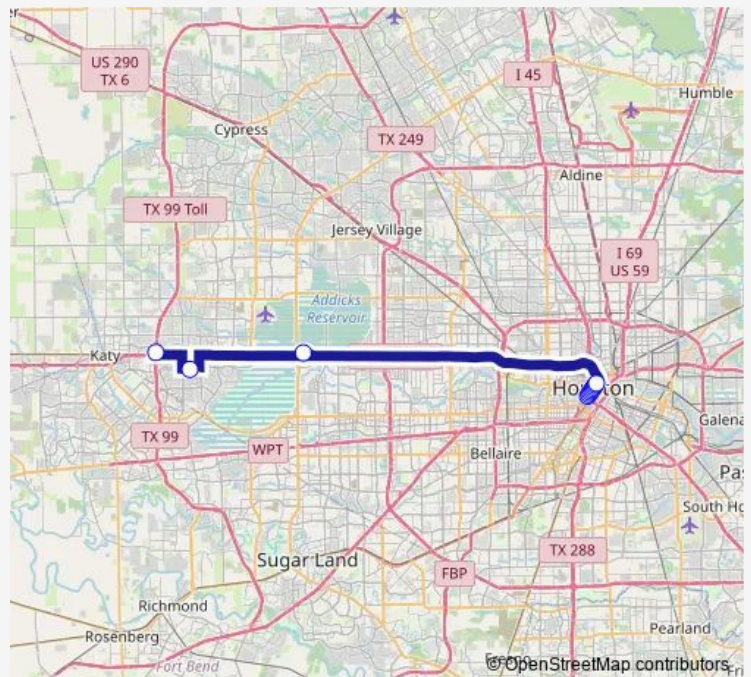 US 290
TX 6
I 45
Humble
Cypress
TX 249
Aldine
TX 99 Toll
Jersey Village
I 69
US 59
Addicks
Reservoir
Katy
Galena
TX 99
WPT
Bellaire
South Ho
Sugar Land
TX 288
FBP
Richmond
Rosenberg
Pearland
Fort Bend
© OpenStreetMap contributors